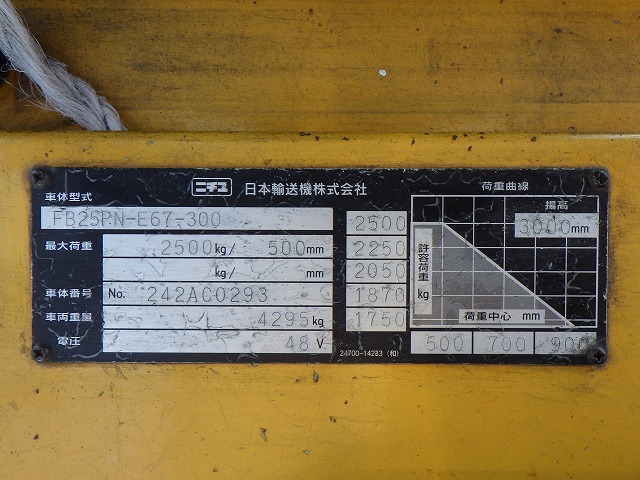 ニチユ 日本輸送機株式会社
車体型式
FB25PN-E67-300
最大荷重 2500kg/ 500mm
kg/ mm
車体番号 No. 242AC0293
車両重量 4295kg
電圧 48V
24700-14283 (和)
荷重曲線
揚高
3000mm
2500
2250
2050
1870
1750
許容荷重 kg
荷重中心 mm
500 700 900